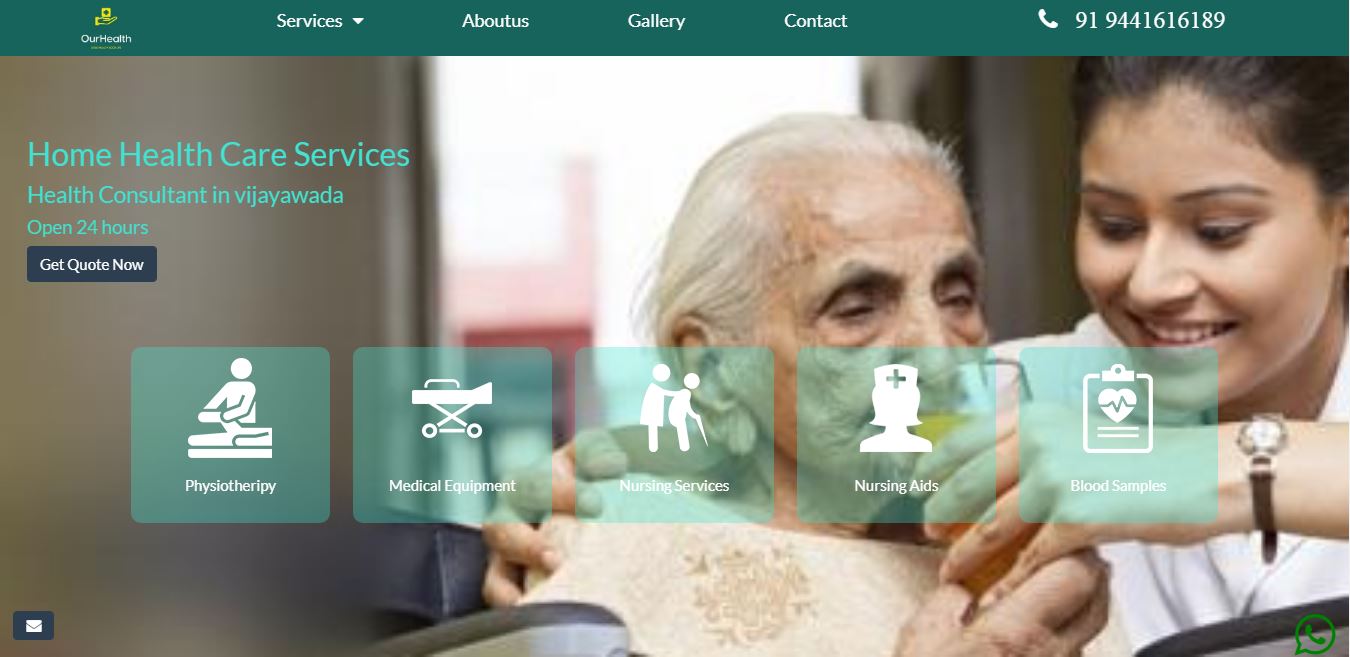 OurHealth
Services
Aboutus
Gallery
Contact
91 9441616189
Home Health Care Services
Health Consultant in vijayawada
Open 24 hours
Get Quote Now
Physiotheripy
Medical Equipment
Nursing Services
Nursing Aids
Blood Samples